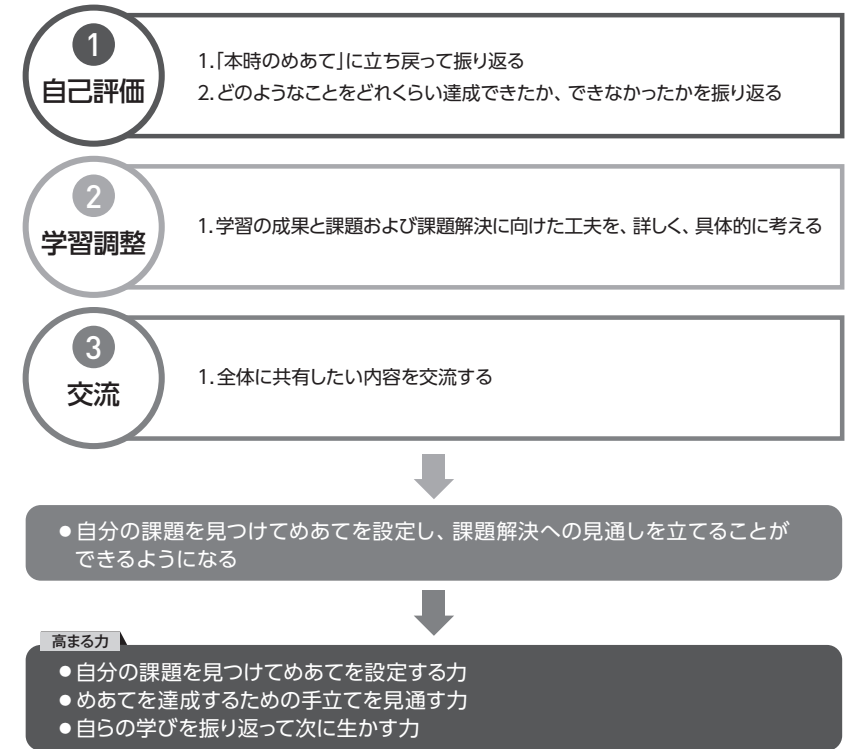 1
自己評価
1.「本時のめあて」に立ち戻って振り返る
2.どのようなことをどれくらい達成できたか、できなかったかを振り返る
2
学習調整
1.学習の成果と課題および課題解決に向けた工夫を、詳しく、具体的に考える
3
交流
1.全体に共有したい内容を交流する
●自分の課題を見つけてめあてを設定し、課題解決への見通しを立てることが
できるようになる
高まる力
●自分の課題を見つけてめあてを設定する力
●めあてを達成するための手立てを見通す力
●自らの学びを振り返って次に生かす力